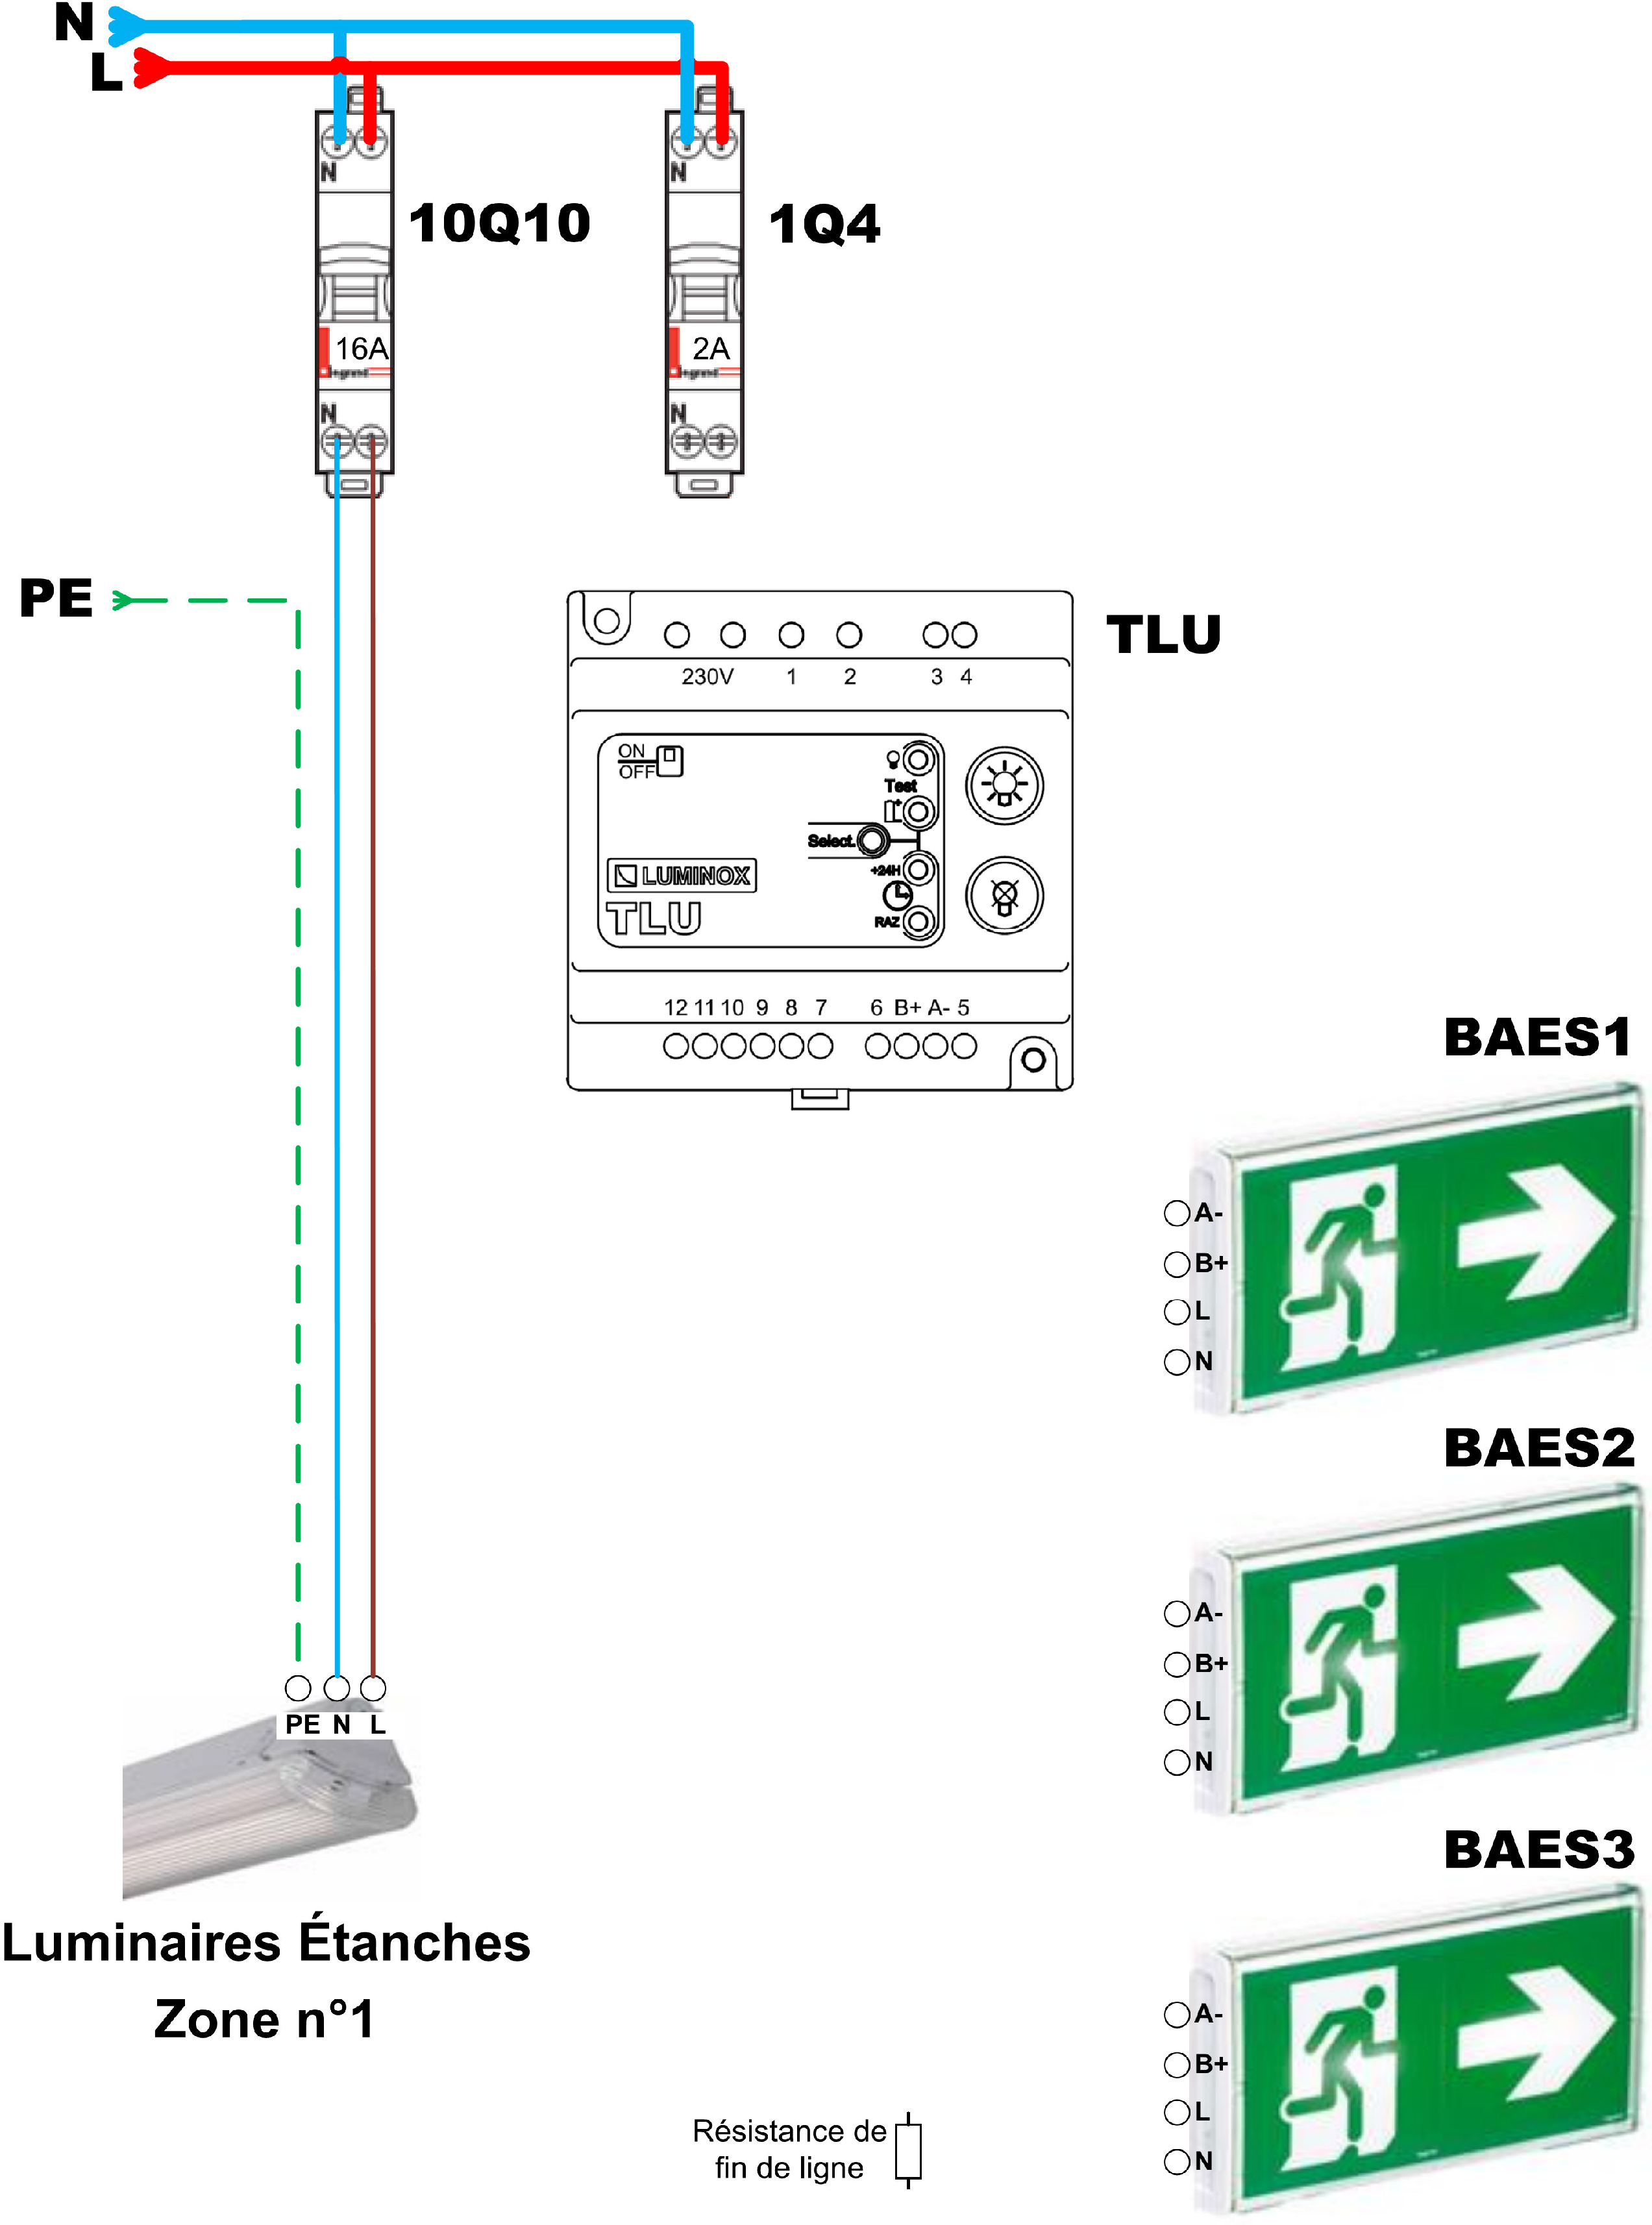 N
L
N
N
10Q10
1Q4
16A
2A
legrand
legrand
N
N
PE
TLU
230V 1 2 3 4
ON
OFF
Test
Select.
+24H
LUMINOX
TLU
RAZ
12 11 10 9 8 7 6 B+ A- 5
BAES1
A-
B+
L
N
BAES2
A-
B+
L
N
PE N L
BAES3
Luminaires Étanches
Zone n°1
A-
B+
L
N
Résistance de
fin de ligne